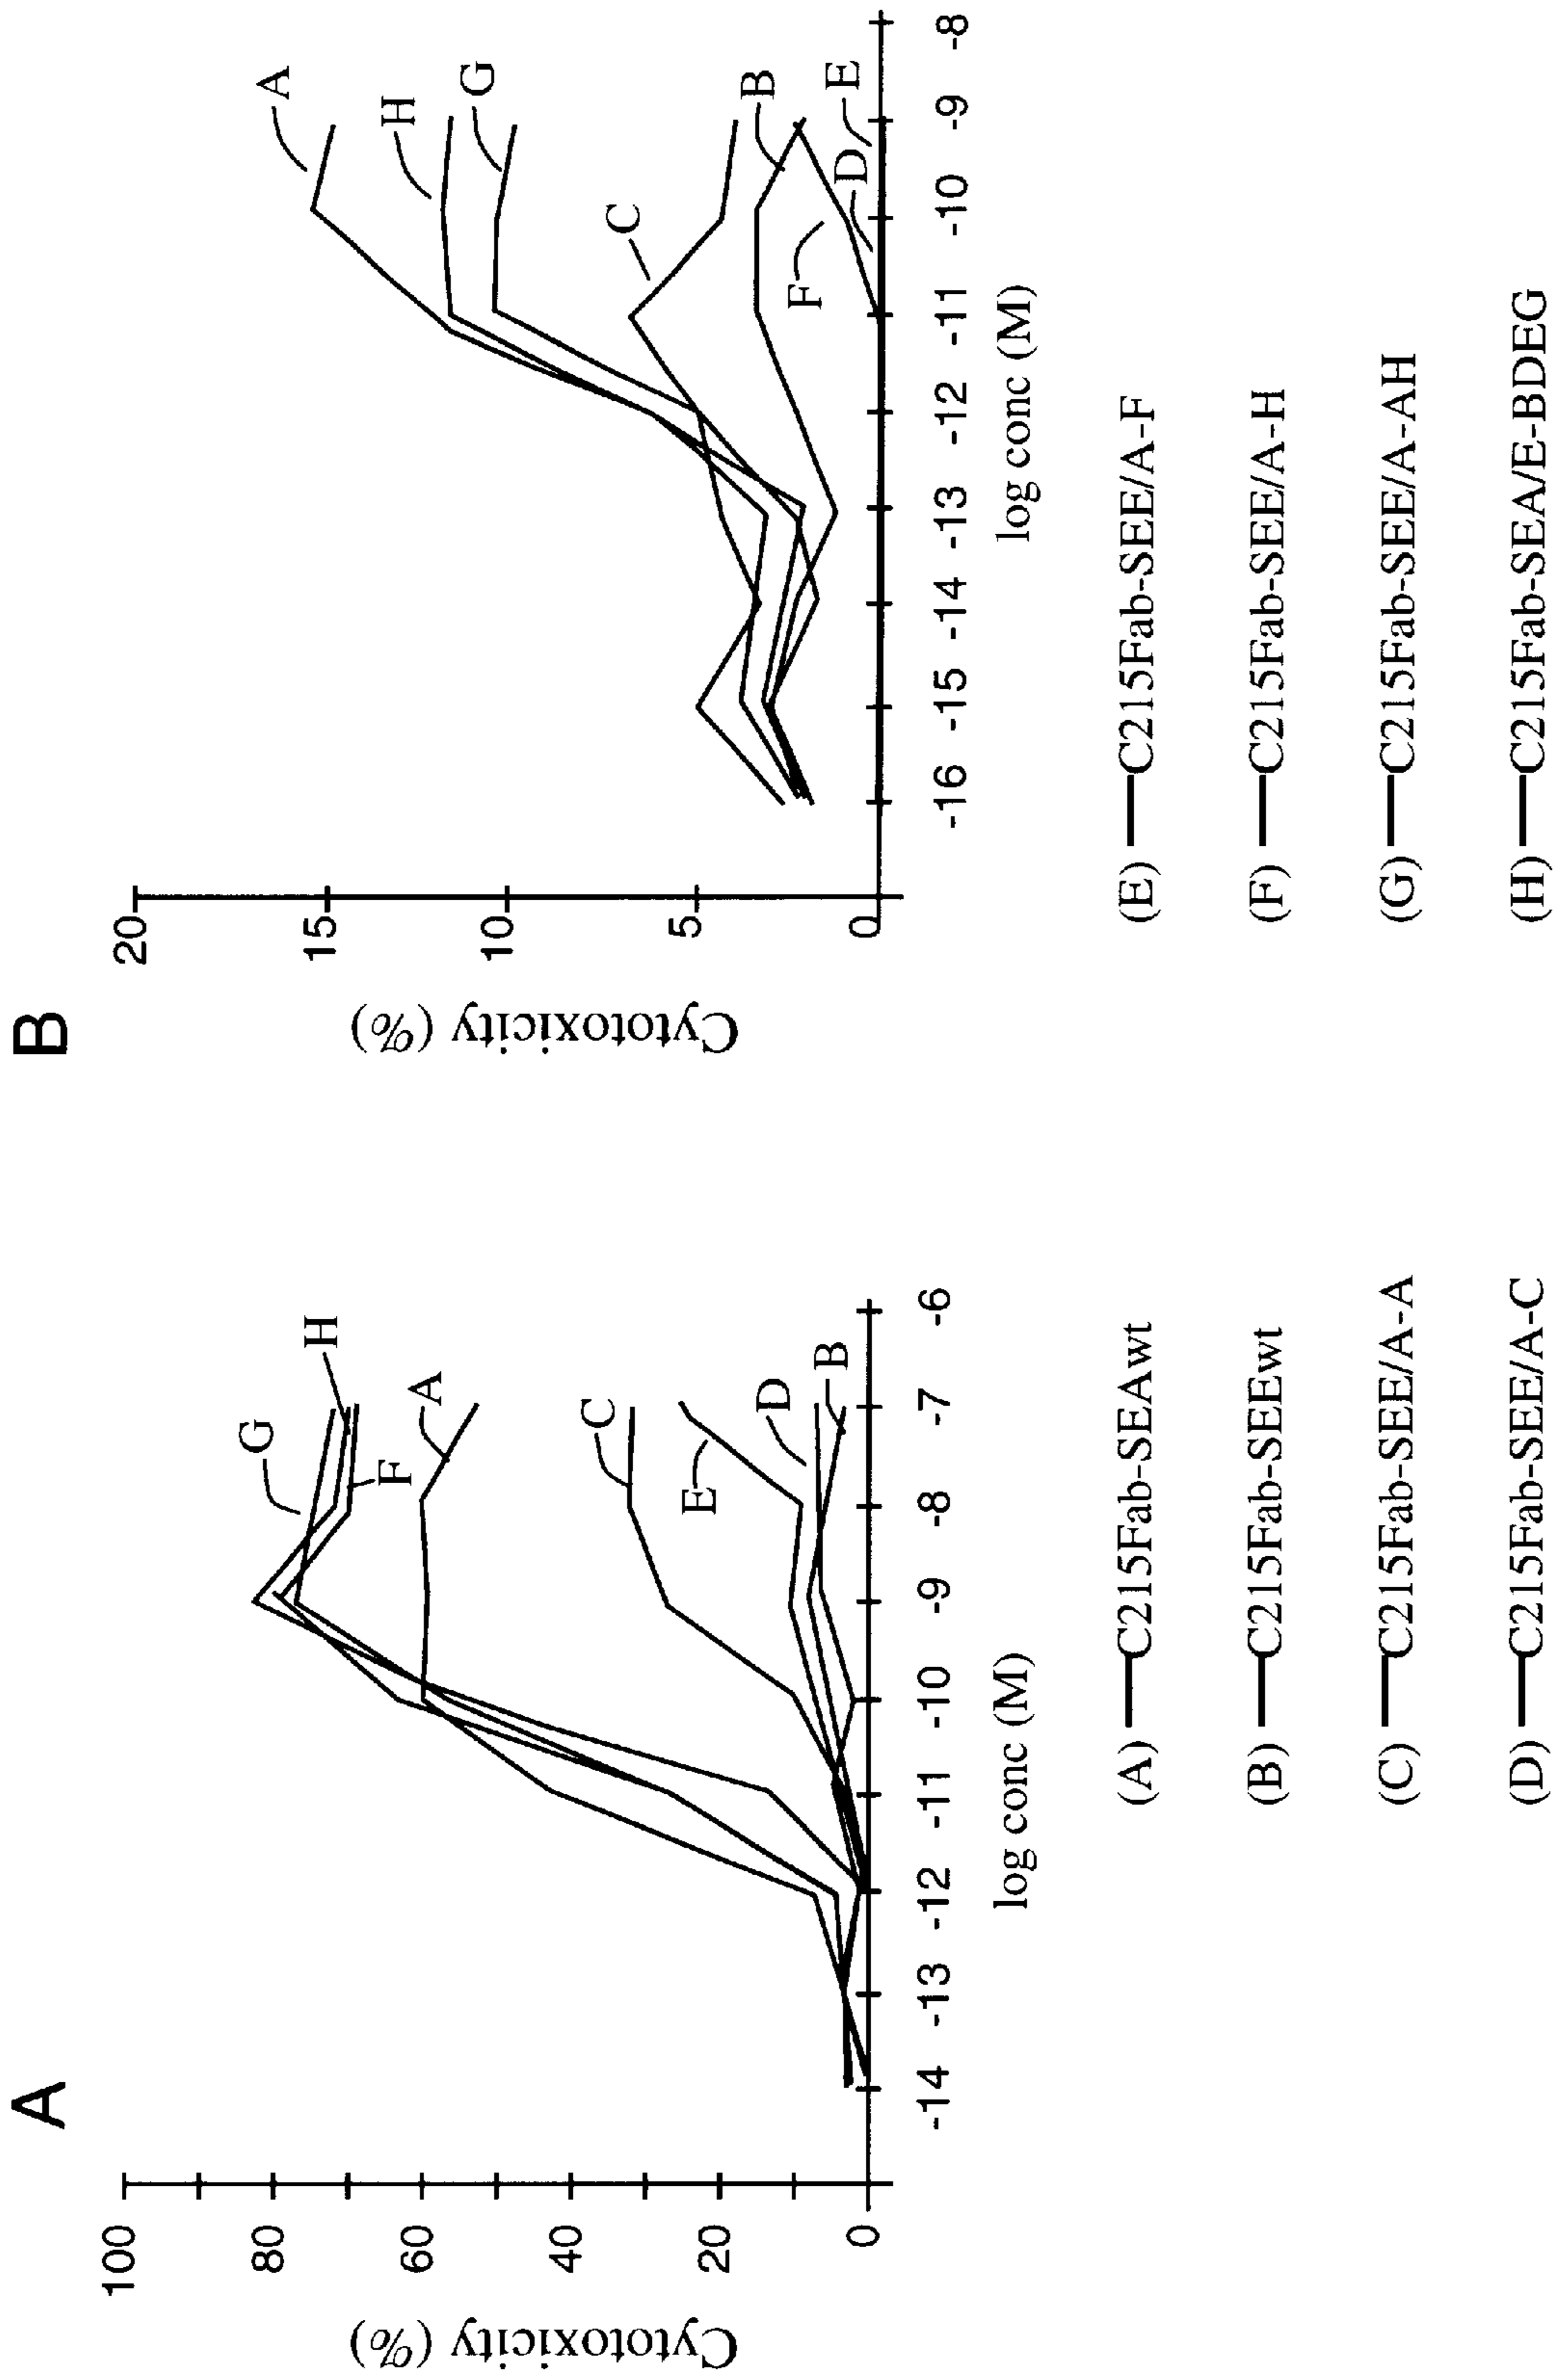 A
Cytotoxicity (%)
100
80
60
40
20
0
G
H
F
A
C
E
D
B
-14 -13 -12 -11 -10 -9 -8 -7 -6
log conc (M)
B
Cytotoxicity (%)
20
15
10
5
0
A
H
G
C
B
F
D
E
-16 -15 -14 -13 -12 -11 -10 -9 -8
log conc (M)
(A) C215Fab-SEAwt
(B) C215Fab-SEEwt
(C) C215Fab-SEE/A-A
(D) C215Fab-SEE/A-C
(E) C215Fab-SEE/A-F
(F) C215Fab-SEE/A-H
(G) C215Fab-SEE/A-AH
(H) C215Fab-SEA/E-BDEG